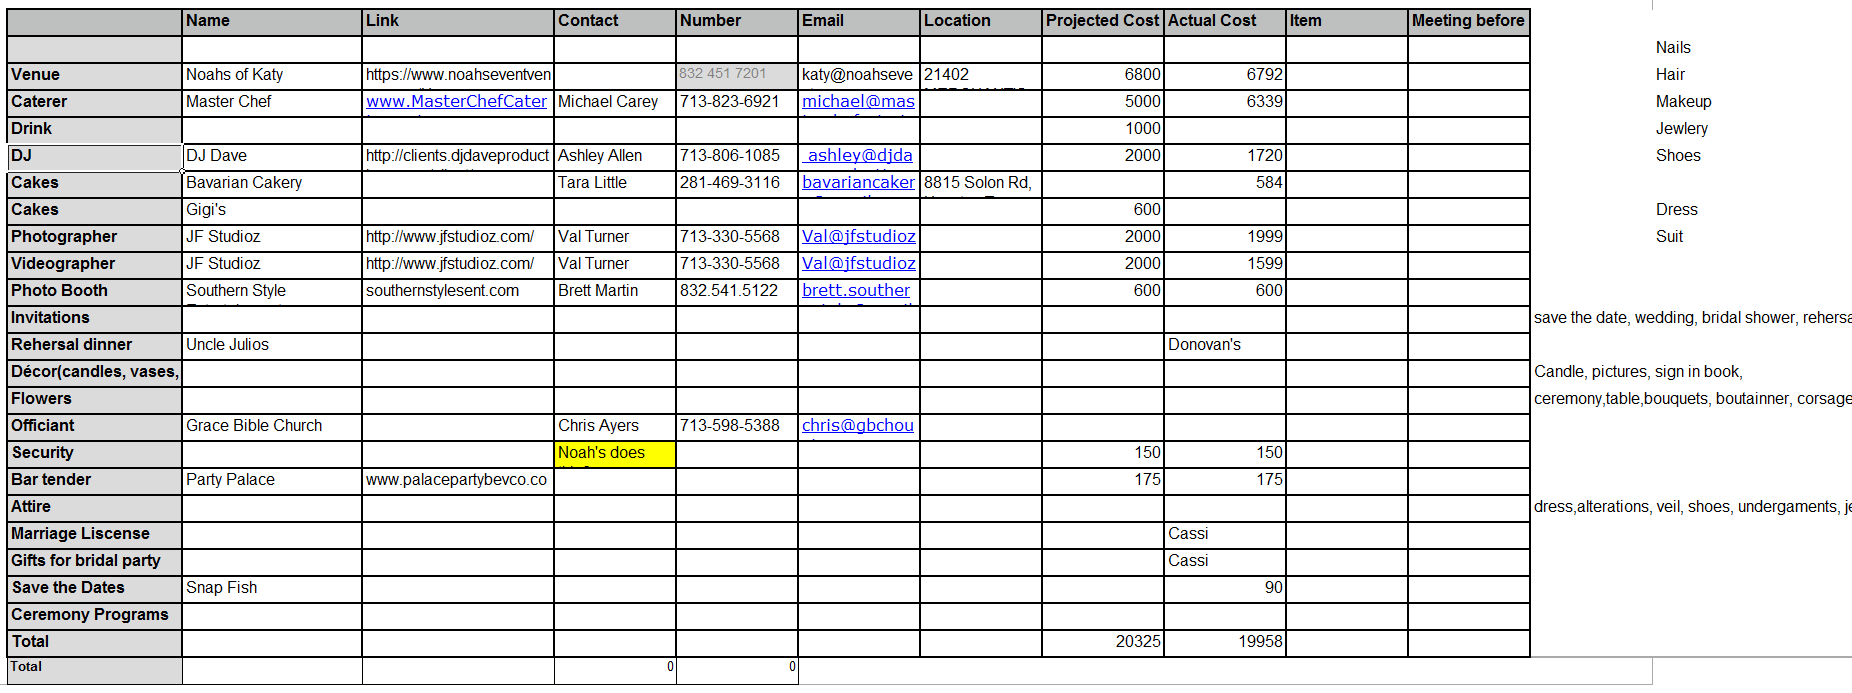 Name Link Contact Number Email Location Projected Cost Actual Cost Item Meeting before
Nails
Venue Noahs of Katy https://www.noahseventven 832 451 7201 katy@noahseve 21402 6800 6792 Hair
Caterer Master Chef www.MasterChefCater Michael Carey 713-823-6921 michael@mas 5000 6339 Makeup
Drink 1000 Jewlery
DJ DJ Dave http://clients.djdaveproduct Ashley Allen 713-806-1085 ashley@djda 2000 1720 Shoes
Cakes Bavarian Cakery Tara Little 281-469-3116 bavariancaker 8815 Solon Rd, 584
Cakes Gigi's 600 Dress
Photographer JF Studioz http://www.jfstudioz.com/ Val Turner 713-330-5568 Val@jfstudioz 2000 1999 Suit
Videographer JF Studioz http://www.jfstudioz.com/ Val Turner 713-330-5568 Val@jfstudioz 2000 1599
Photo Booth Southern Style southernstylesent.com Brett Martin 832.541.5122 brett.souther 600 600
Invitations save the date, wedding, bridal shower, rehersa
Rehersal dinner Uncle Julios Donovan's
Décor(candles, vases, Candle, pictures, sign in book,
Flowers ceremony,table,bouquets, boutainner, corsage
Officiant Grace Bible Church Chris Ayers 713-598-5388 chris@gbchou
Security Noah's does 150 150
Bar tender Party Palace www.palacepartybevco.co 175 175
Attire dress,alterations, veil, shoes, undergaments, je
Marriage Liscense Cassi
Gifts for bridal party Cassi
Save the Dates Snap Fish 90
Ceremony Programs
Total 20325 19958
Total 0 0